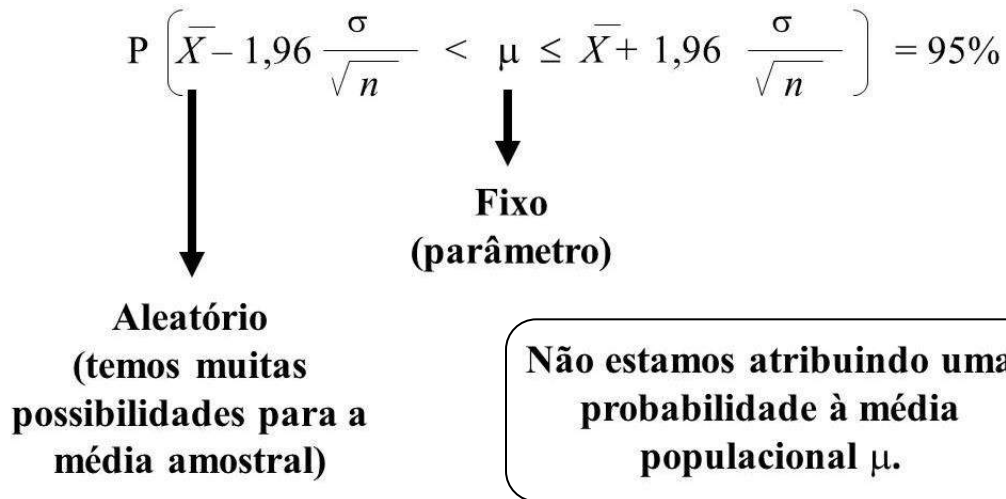 P ( X̅ – 1,96 σ/√n < μ ≤ X̅ + 1,96 σ/√n ) = 95%
Fixo
(parâmetro)
Aleatório
(temos muitas
possibilidades para a
média amostral)
Não estamos atribuindo uma
probabilidade à média
populacional μ.